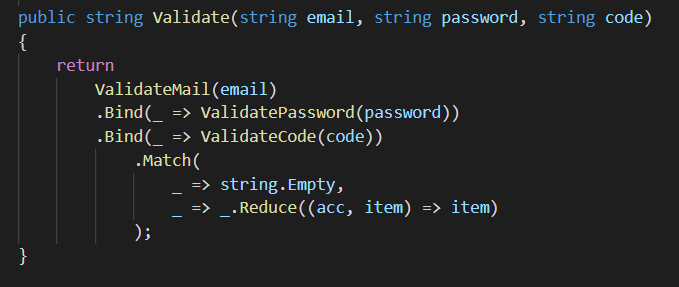 public string Validate(string email, string password, string code)
{
    return
        ValidateMail(email)
        .Bind(_ => ValidatePassword(password))
        .Bind(_ => ValidateCode(code))
            .Match(
                _ => string.Empty,
                _ => _.Reduce((acc, item) => item)
            );
}